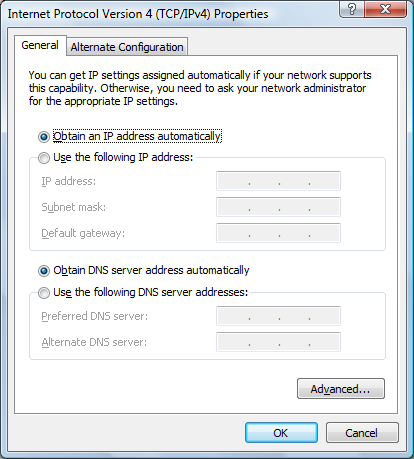 Internet Protocol Version 4 (TCP/IPv4) Properties
General
Alternate Configuration
You can get IP settings assigned automatically if your network supports
this capability. Otherwise, you need to ask your network administrator
for the appropriate IP settings.
Obtain an IP address automatically
Use the following IP address:
IP address:
Subnet mask:
Default gateway:
Obtain DNS server address automatically
Use the following DNS server addresses:
Preferred DNS server:
Alternate DNS server:
Advanced...
OK
Cancel